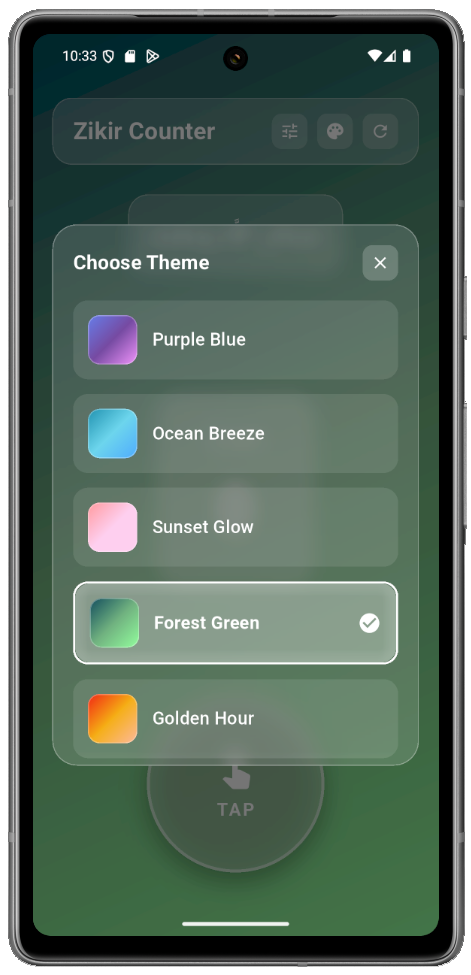 10:33
Zikir Counter
Choose Theme
Purple Blue
Ocean Breeze
Sunset Glow
Forest Green
Golden Hour
TAP